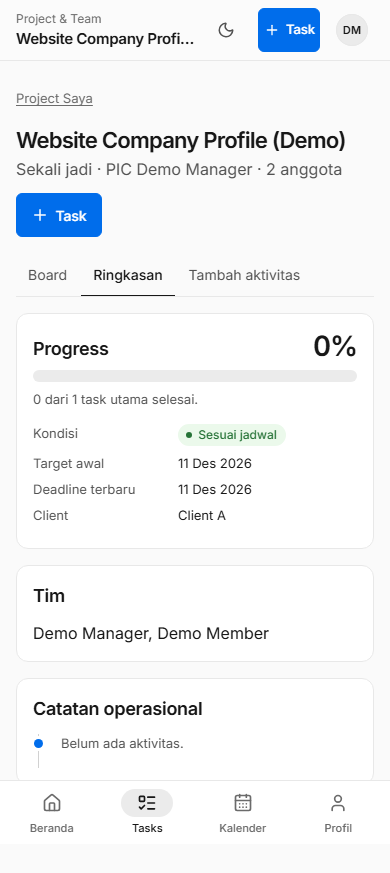 Project & Team
Website Company Profi...
Task
DM
Project Saya
Website Company Profile (Demo)
Sekali jadi · PIC Demo Manager · 2 anggota
Task
Board
Ringkasan
Tambah aktivitas
Progress
0%
0 dari 1 task utama selesai.
Kondisi
Sesuai jadwal
Target awal
11 Des 2026
Deadline terbaru
11 Des 2026
Client
Client A
Tim
Demo Manager, Demo Member
Catatan operasional
Belum ada aktivitas.
Beranda
Tasks
Kalender
Profil